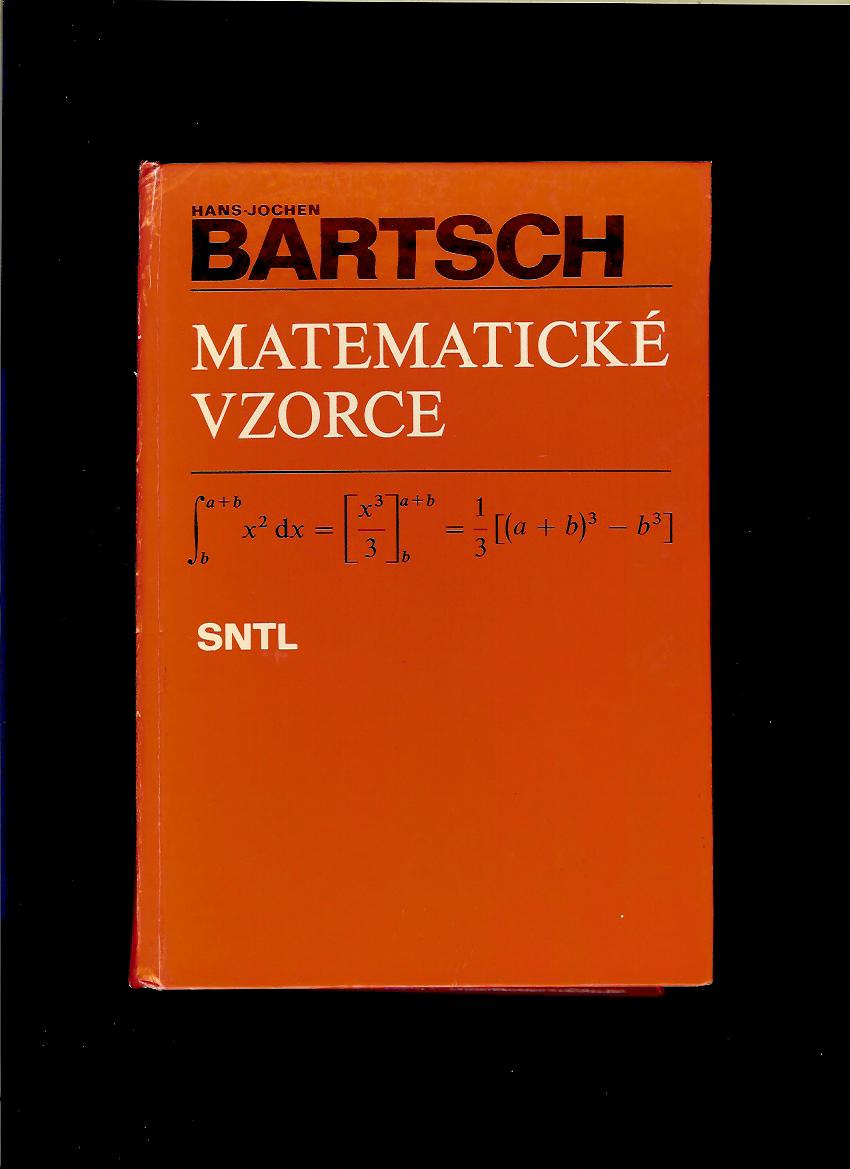 HANS-JOCHEN
BARTSCH
MATEMATICKÉ
VZORCE
∫_b^{a+b} x² dx = [x³/3]_b^{a+b} = 1/3 [(a + b)³ − b³]
SNTL